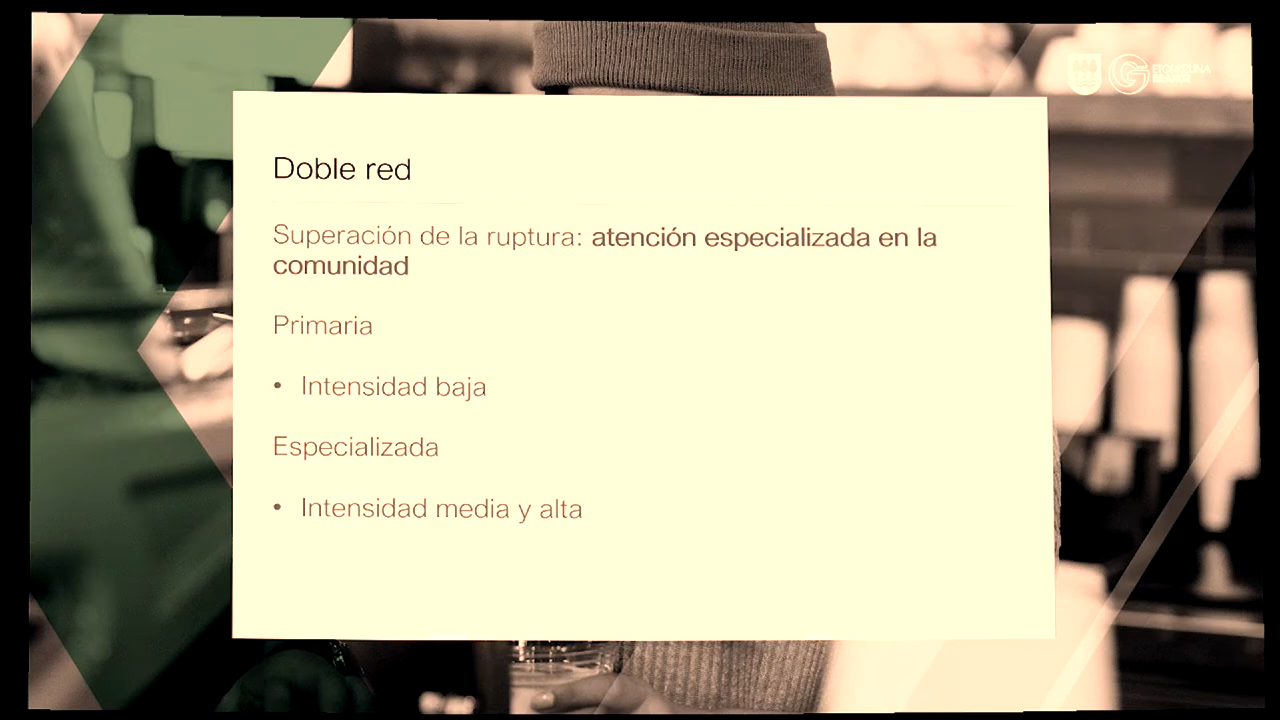 Doble red
Superación de la ruptura: atención especializada en la
comunidad
Primaria
• Intensidad baja
Especializada
• Intensidad media y alta